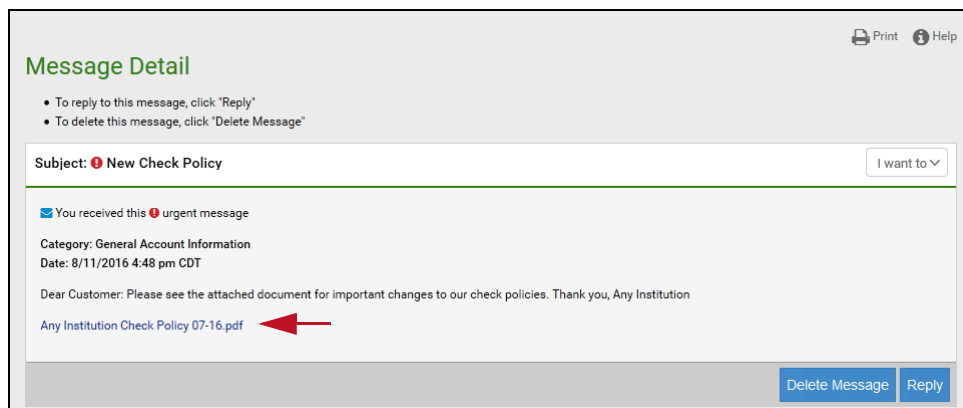 Print Help
Message Detail
• To reply to this message, click "Reply"
• To delete this message, click "Delete Message"
Subject: New Check Policy
I want to
You received this urgent message
Category: General Account Information
Date: 8/11/2016 4:48 pm CDT
Dear Customer: Please see the attached document for important changes to our check policies. Thank you, Any Institution
Any Institution Check Policy 07-16.pdf
Delete Message Reply